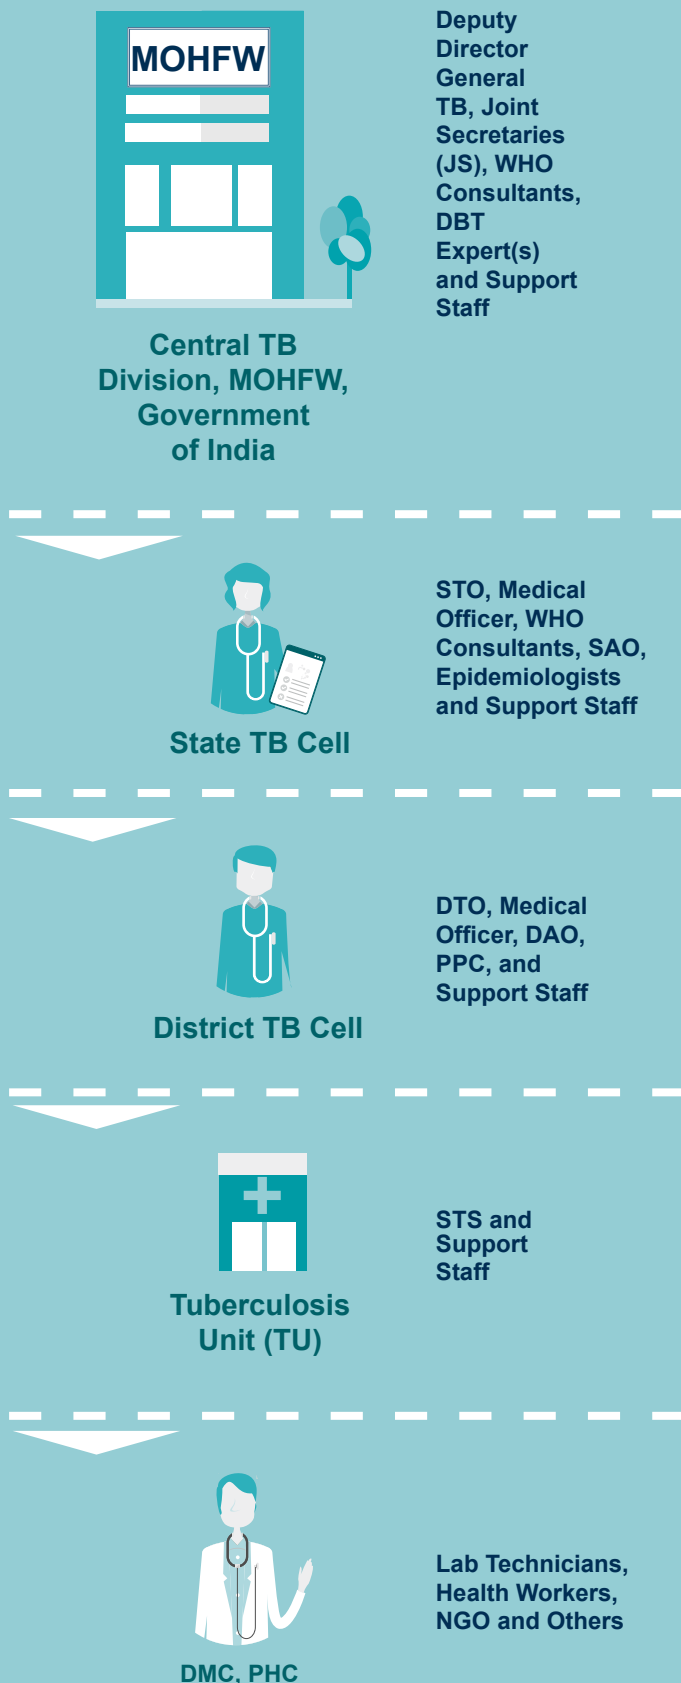 MOHFW
Deputy
Director
General
TB, Joint
Secretaries
(JS), WHO
Consultants,
DBT
Expert(s)
and Support
Staff
Central TB
Division, MOHFW,
Government
of India
STO, Medical
Officer, WHO
Consultants, SAO,
Epidemiologists
and Support Staff
State TB Cell
DTO, Medical
Officer, DAO,
PPC, and
Support Staff
District TB Cell
STS and
Support
Staff
Tuberculosis
Unit (TU)
Lab Technicians,
Health Workers,
NGO and Others
DMC, PHC